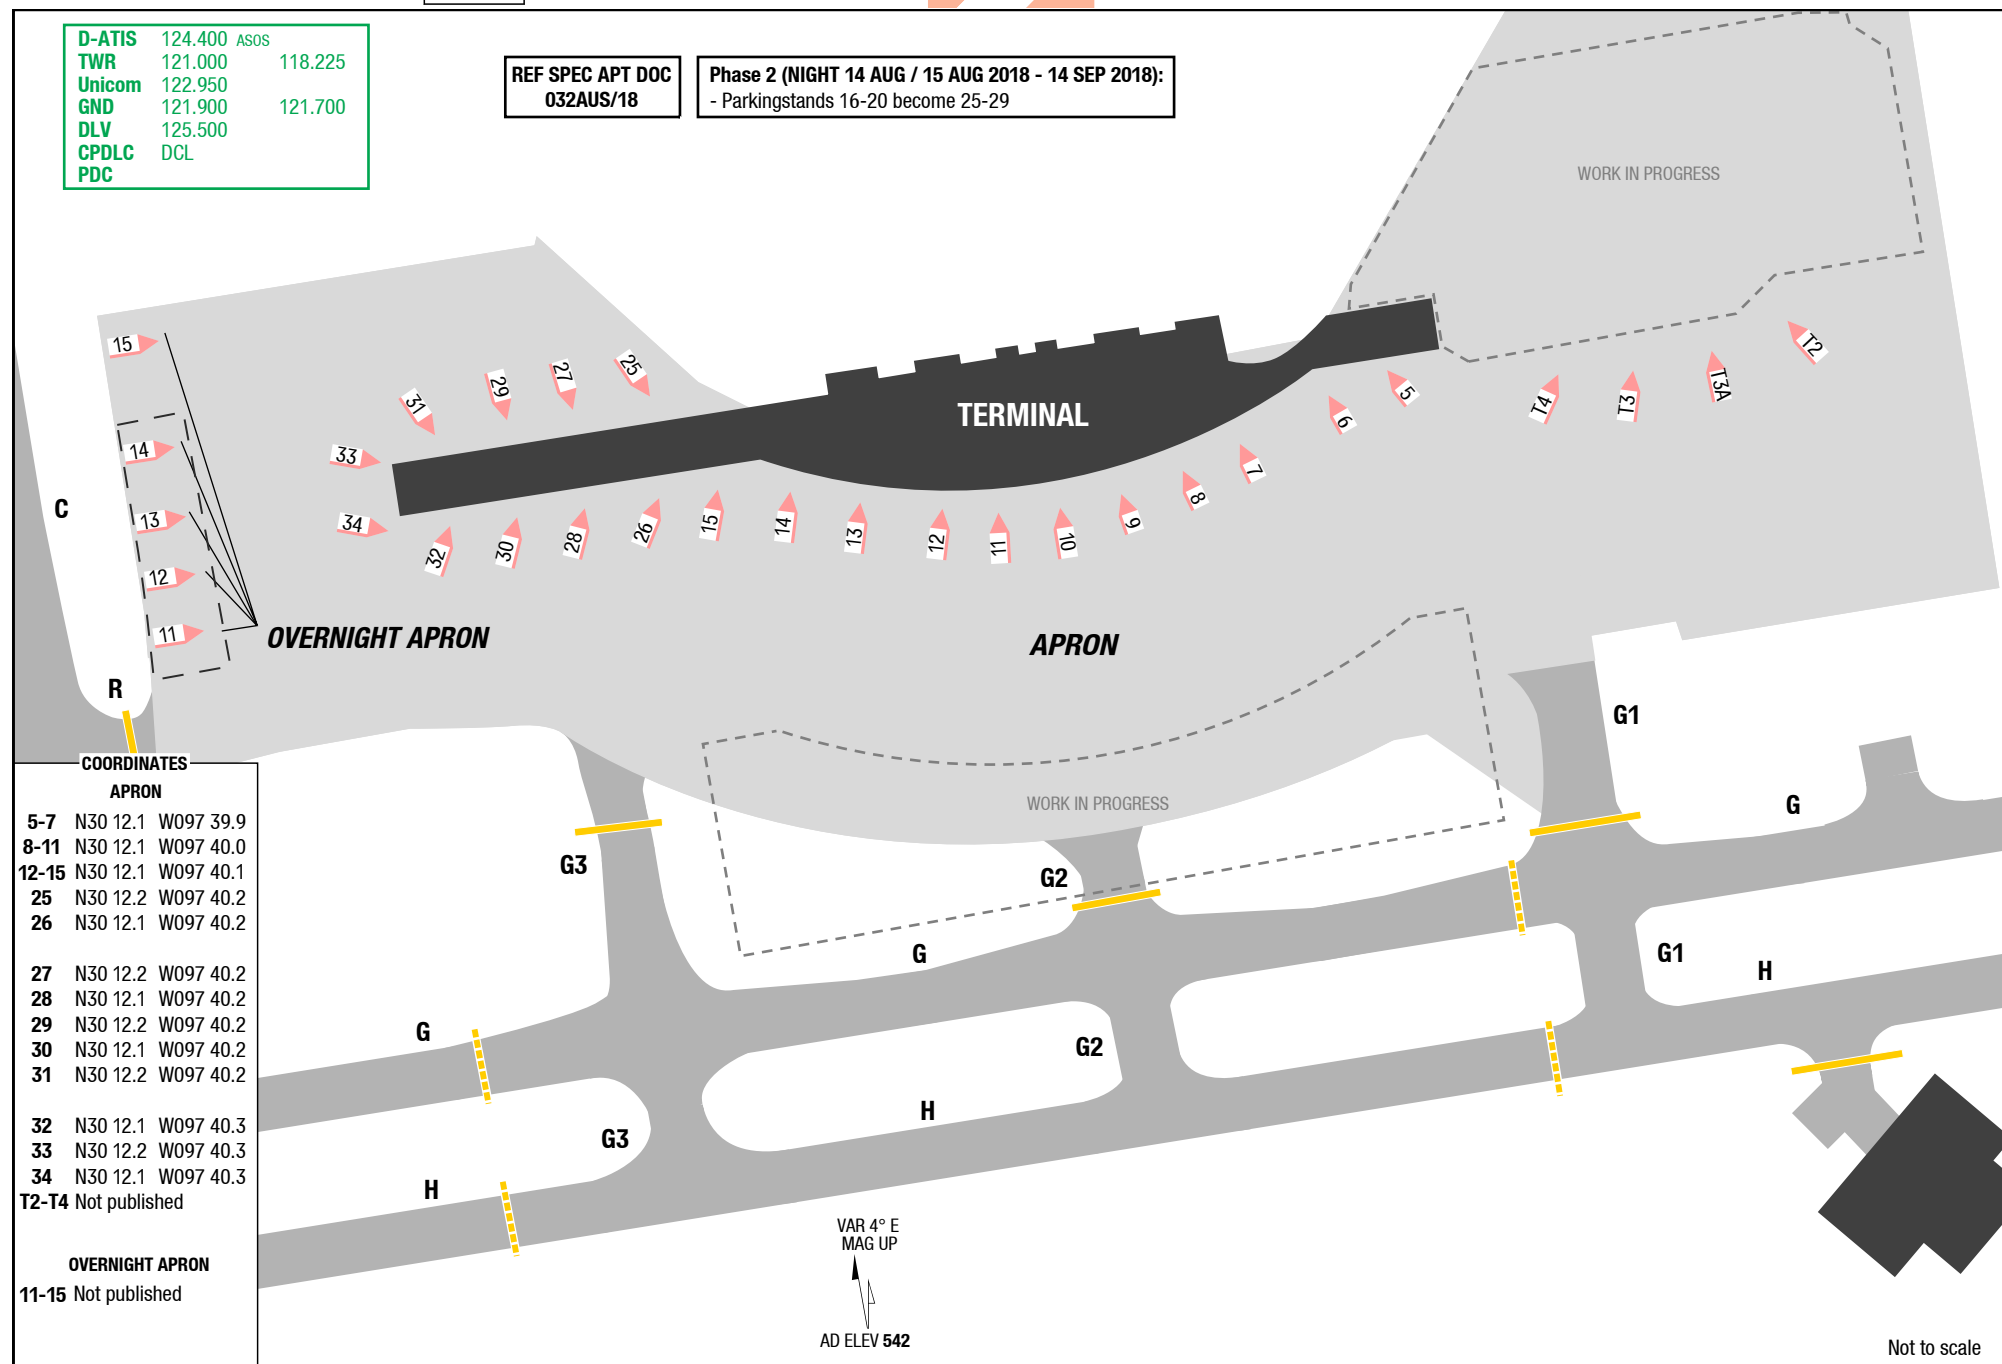 D-ATIS 124.400 ASOS
TWR 121.000 118.225
Unicom 122.950
GND 121.900 121.700
DLV 125.500
CPDLC DCL
PDC
REF SPEC APT DOC
032AUS/18
Phase 2 (NIGHT 14 AUG / 15 AUG 2018 - 14 SEP 2018):
- Parkingstands 16-20 become 25-29
WORK IN PROGRESS
15
14
13
12
11
C
R
OVERNIGHT APRON
31
29
27
25
33
34
TERMINAL
32
30
28
26
15
14
13
12
11
10
9
8
7
6
5
T4
T3
T3A
T2
APRON
WORK IN PROGRESS
G1
G
G3
G2
G
G1
H
G
G2
H
G3
H
COORDINATES
APRON
5-7 N30 12.1 W097 39.9
8-11 N30 12.1 W097 40.0
12-15 N30 12.1 W097 40.1
25 N30 12.2 W097 40.2
26 N30 12.1 W097 40.2
27 N30 12.2 W097 40.2
28 N30 12.1 W097 40.2
29 N30 12.2 W097 40.2
30 N30 12.1 W097 40.2
31 N30 12.2 W097 40.2
32 N30 12.1 W097 40.3
33 N30 12.2 W097 40.3
34 N30 12.1 W097 40.3
T2-T4 Not published
OVERNIGHT APRON
11-15 Not published
VAR 4° E
MAG UP
AD ELEV 542
Not to scale